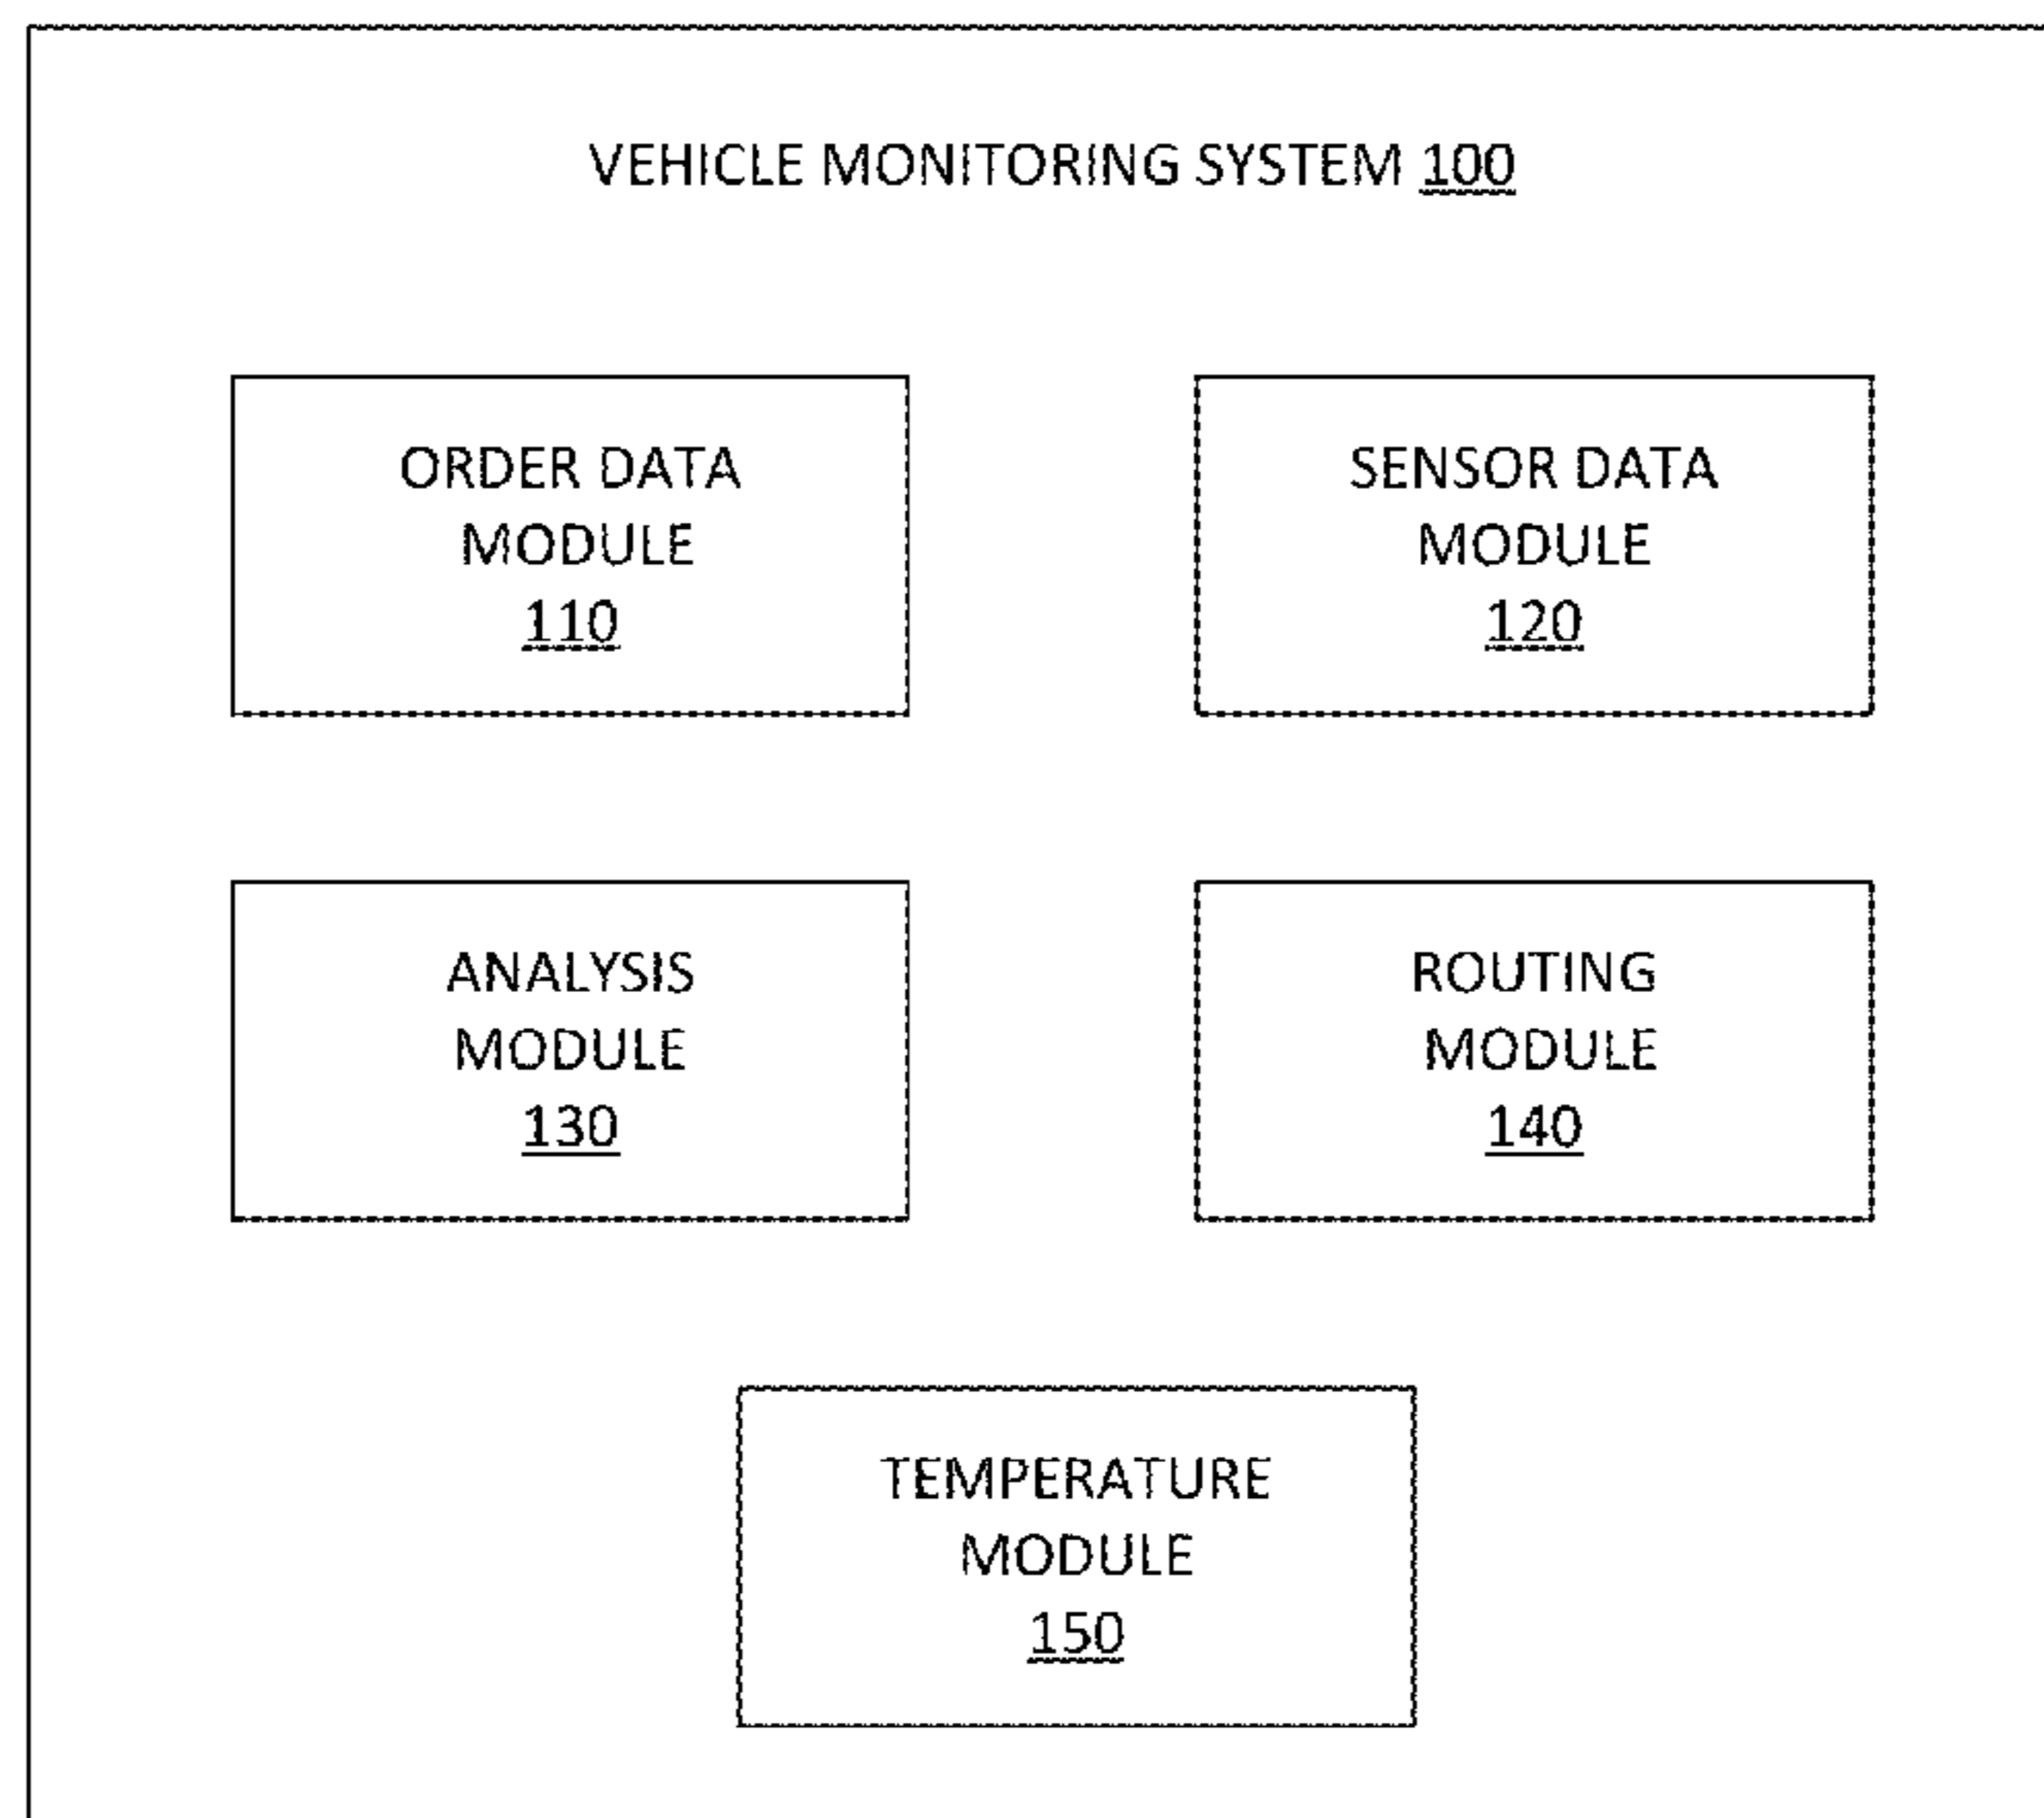 VEHICLE MONITORING SYSTEM 100
ORDER DATA
MODULE
110
SENSOR DATA
MODULE
120
ANALYSIS
MODULE
130
ROUTING
MODULE
140
TEMPERATURE
MODULE
150